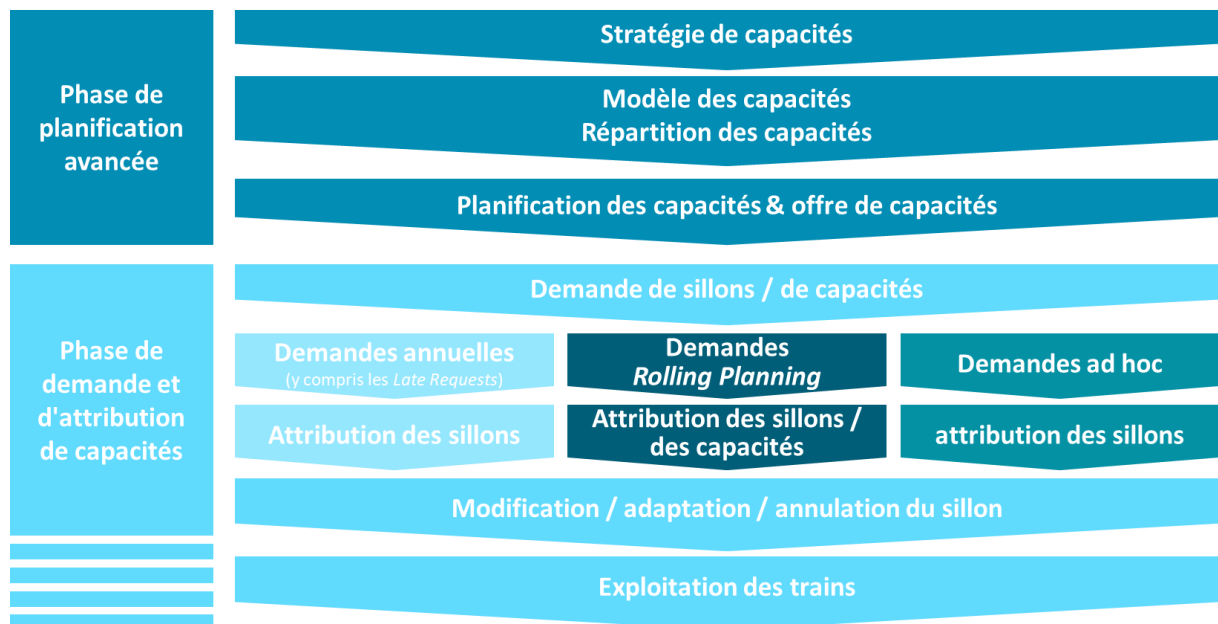 Phase de
planification
avancée
Stratégie de capacités
Modèle des capacités
Répartition des capacités
Planification des capacités & offre de capacités
Phase de
demande et
d'attribution
de capacités
Demande de sillons / de capacités
Demandes annuelles
(y compris les Late Requests)
Demandes
Rolling Planning
Demandes ad hoc
Attribution des sillons
Attribution des sillons /
des capacités
attribution des sillons
Modification / adaptation / annulation du sillon
Exploitation des trains